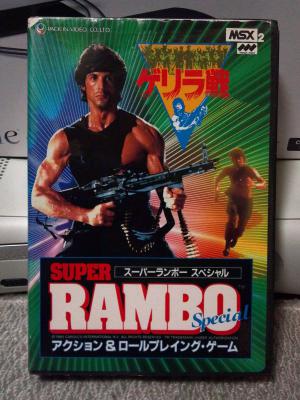 PACK-IN-VIDEO CO.,LTD.
MSX2
ゲリラ戦
SUPER
スーパーランボー スペシャル
RAMBO
Special
アクション&ロールプレイング・ゲーム